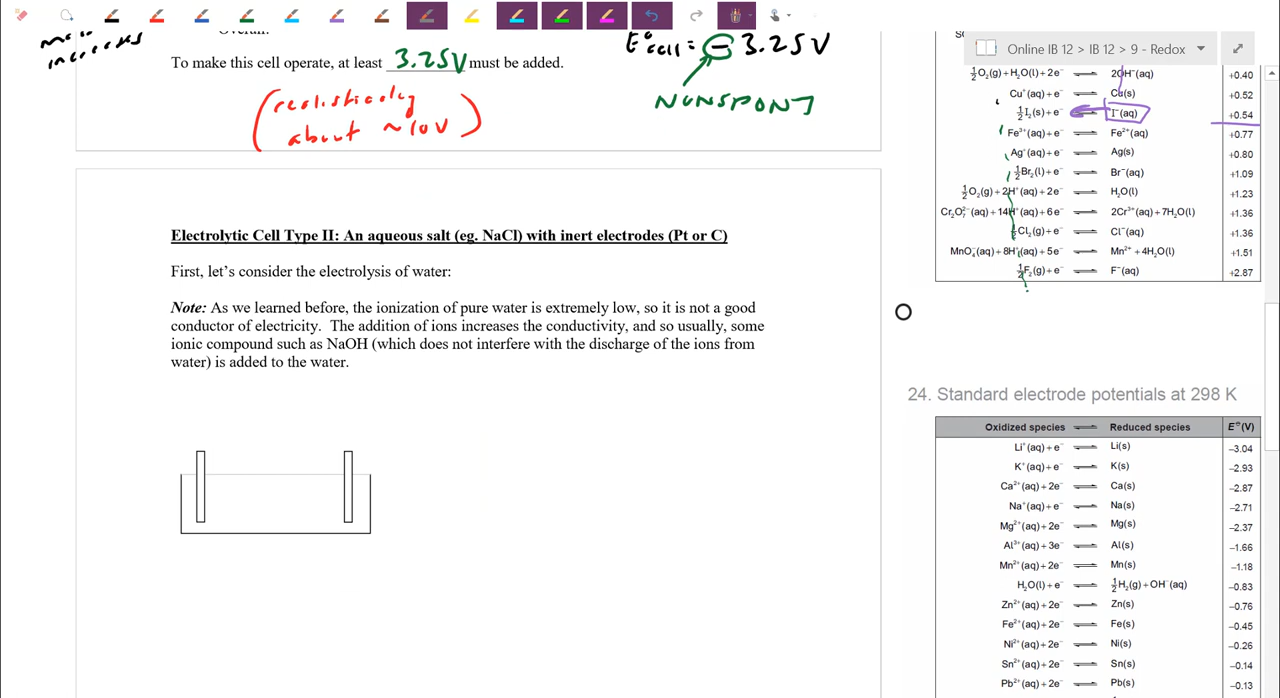 increases
Overall:
To make this cell operate, at least 3.25V must be added.
E°cell = - 3.25V
NONSPONT
(realistically
about ~10V)
Electrolytic Cell Type II: An aqueous salt (eg. NaCl) with inert electrodes (Pt or C)
First, let's consider the electrolysis of water:
Note: As we learned before, the ionization of pure water is extremely low, so it is not a good
conductor of electricity. The addition of ions increases the conductivity, and so usually, some
ionic compound such as NaOH (which does not interfere with the discharge of the ions from
water) is added to the water.
Online IB 12 > IB 12 > 9 - Redox
½O₂(g)+H₂O(l)+2e⁻ ⇌ 2OH⁻(aq) +0.40
Cu⁺(aq)+e⁻ ⇌ Cu(s) +0.52
½I₂(s)+e⁻ ⇌ I⁻(aq) +0.54
Fe³⁺(aq)+e⁻ ⇌ Fe²⁺(aq) +0.77
Ag⁺(aq)+e⁻ ⇌ Ag(s) +0.80
½Br₂(l)+e⁻ ⇌ Br⁻(aq) +1.09
½O₂(g)+2H⁺(aq)+2e⁻ ⇌ H₂O(l) +1.23
Cr₂O₇²⁻(aq)+14H⁺(aq)+6e⁻ ⇌ 2Cr³⁺(aq)+7H₂O(l) +1.36
½Cl₂(g)+e⁻ ⇌ Cl⁻(aq) +1.36
MnO₄⁻(aq)+8H⁺(aq)+5e⁻ ⇌ Mn²⁺+4H₂O(l) +1.51
½F₂(g)+e⁻ ⇌ F⁻(aq) +2.87
24. Standard electrode potentials at 298 K
Oxidized species ⇌ Reduced species E°(V)
Li⁺(aq)+e⁻ ⇌ Li(s) –3.04
K⁺(aq)+e⁻ ⇌ K(s) –2.93
Ca²⁺(aq)+2e⁻ ⇌ Ca(s) –2.87
Na⁺(aq)+e⁻ ⇌ Na(s) –2.71
Mg²⁺(aq)+2e⁻ ⇌ Mg(s) –2.37
Al³⁺(aq)+3e⁻ ⇌ Al(s) –1.66
Mn²⁺(aq)+2e⁻ ⇌ Mn(s) –1.18
H₂O(l)+e⁻ ⇌ ½H₂(g)+OH⁻(aq) –0.83
Zn²⁺(aq)+2e⁻ ⇌ Zn(s) –0.76
Fe²⁺(aq)+2e⁻ ⇌ Fe(s) –0.45
Ni²⁺(aq)+2e⁻ ⇌ Ni(s) –0.26
Sn²⁺(aq)+2e⁻ ⇌ Sn(s) –0.14
Pb²⁺(aq)+2e⁻ ⇌ Pb(s) –0.13